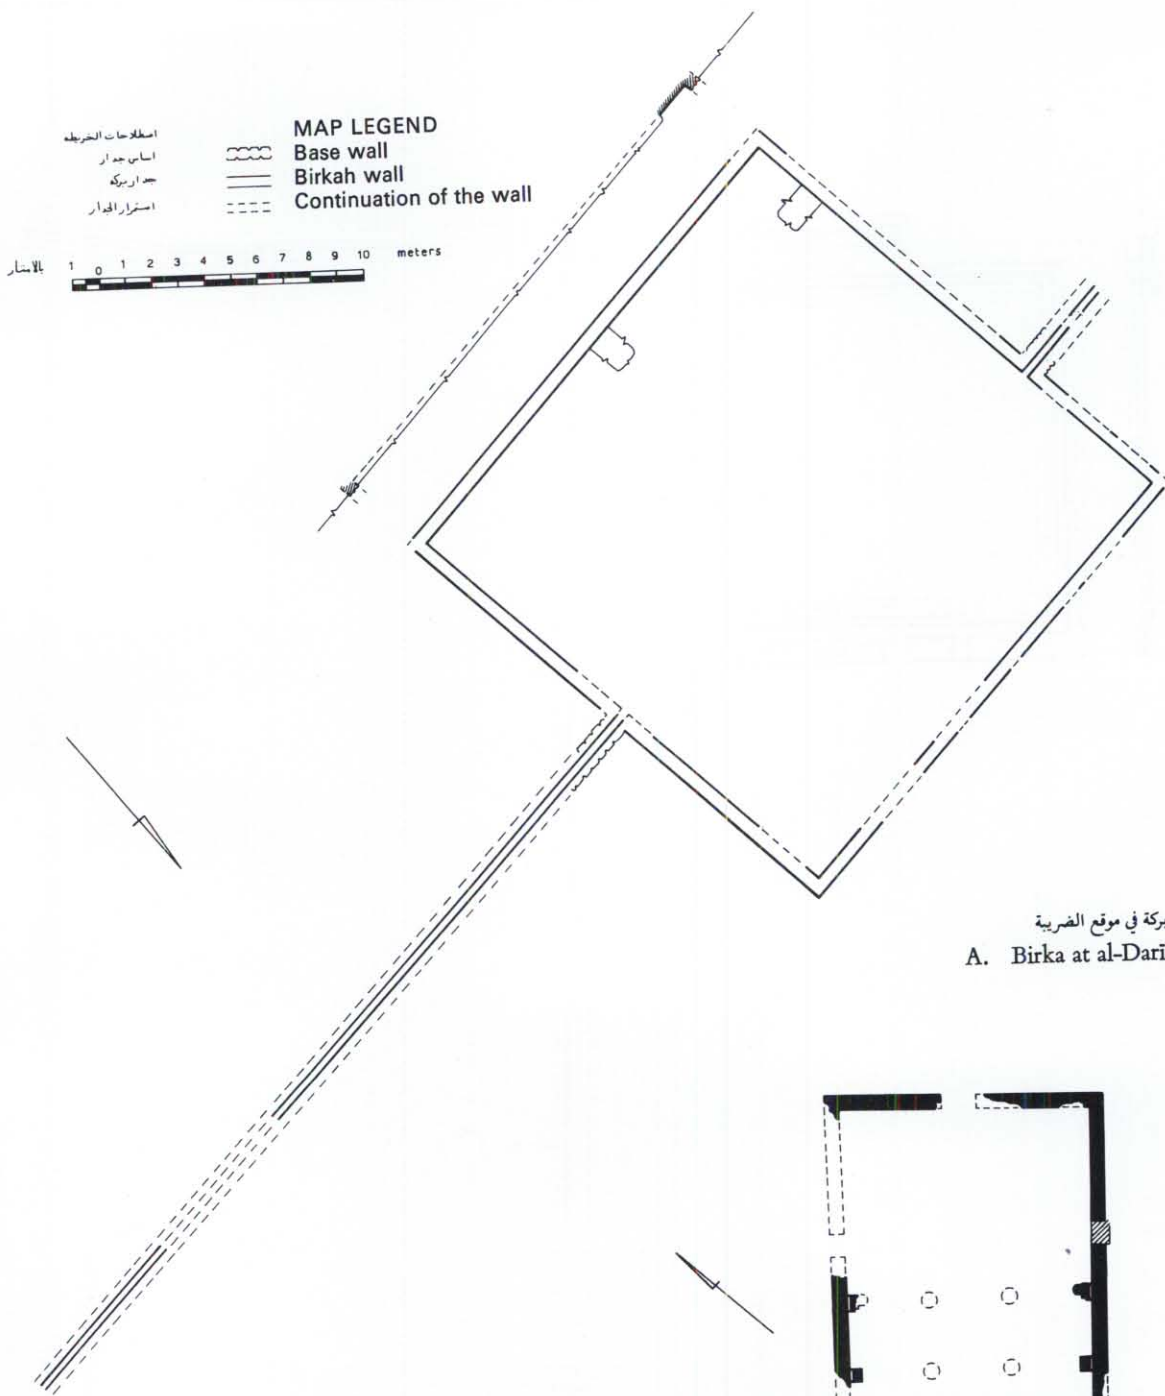 اصطلاحات الخريطه
MAP LEGEND
اساس جدار
Base wall
جدار بركه
Birkah wall
استمرار الجدار
Continuation of the wall
بالامتار 1 0 1 2 3 4 5 6 7 8 9 10 meters
بركة في موقع الضريبة
A. Birka at al-Darī